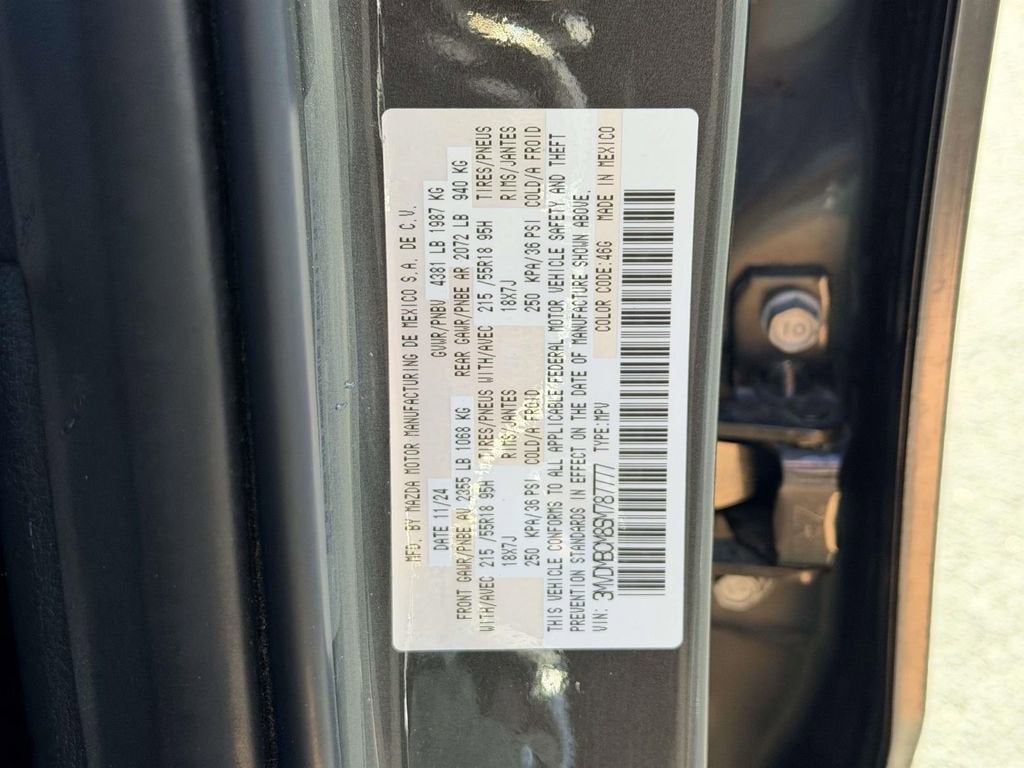 MFD. BY MAZDA MOTOR MANUFACTURING DE MEXICO S.A. DE C.V.
DATE 11/24 GVWR/PNBV 4381 LB 1987 KG
FRONT GAWR/PNBE AV 2355 LB 1068 KG REAR GAWR/PNBE AR 2072 LB 940 KG
WITH/AVEC 215 /55R18 95H TIRES/PNEUS WITH/AVEC 215 /55R18 95H TIRES/PNEUS
18X7J RIMS/JANTES 18X7J RIMS/JANTES
250 KPA/36 PSI COLD/A FROID 250 KPA/36 PSI COLD/A FROID
THIS VEHICLE CONFORMS TO ALL APPLICABLE FEDERAL MOTOR VEHICLE SAFETY AND THEFT
PREVENTION STANDARDS IN EFFECT ON THE DATE OF MANUFACTURE SHOWN ABOVE.
VIN: 3MVDMBCM8SM787777 TYPE:MPV COLOR CODE:46G MADE IN MEXICO
10